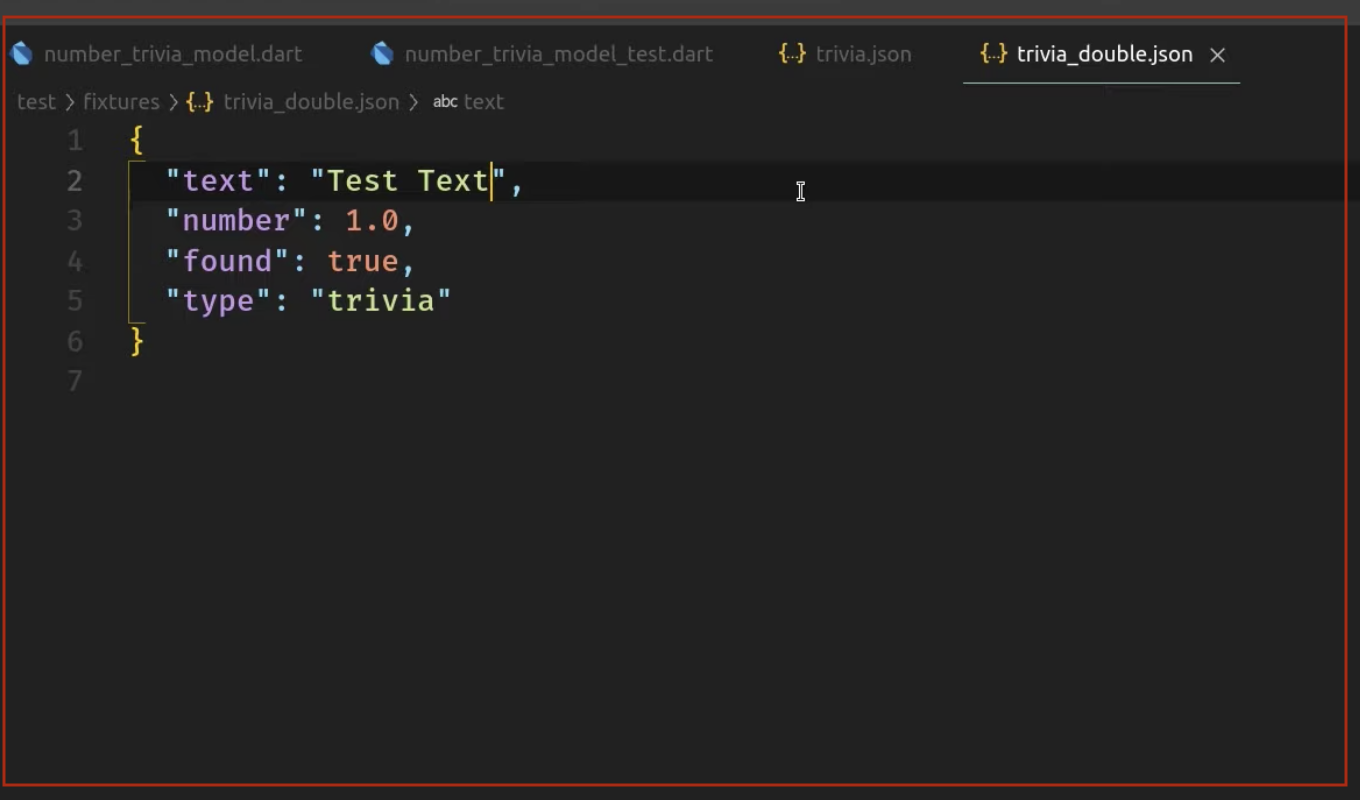 number_trivia_model.dart number_trivia_model_test.dart {..} trivia.json {..} trivia_double.json ×
test > fixtures > {..} trivia_double.json > abc text
1 {
2 "text": "Test Text",
3 "number": 1.0,
4 "found": true,
5 "type": "trivia"
6 }
7